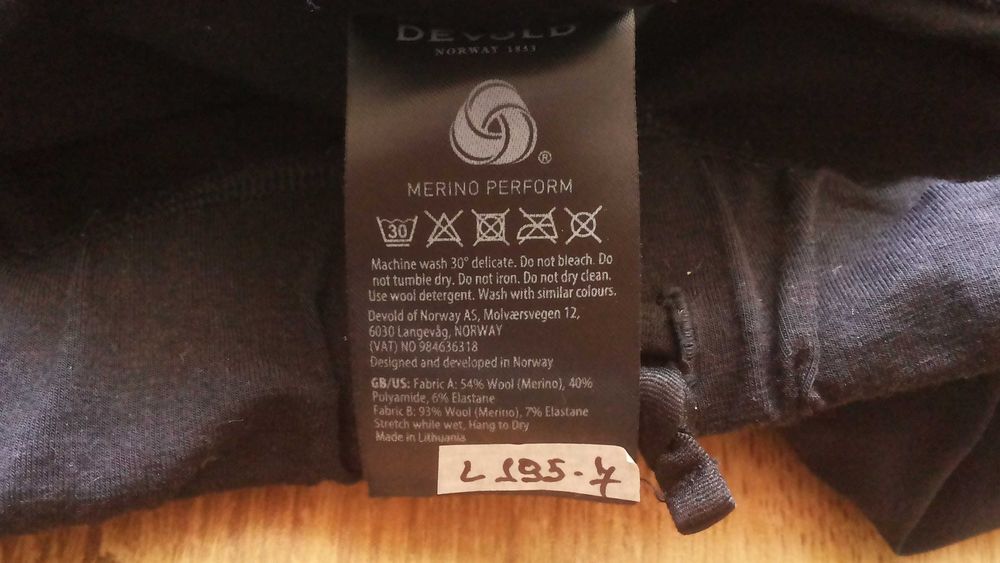 DEVOLD
NORWAY 1853
®
MERINO PERFORM
30
Machine wash 30° delicate. Do not bleach. Do
not tumble dry. Do not iron. Do not dry clean.
Use wool detergent. Wash with similar colours.
Devold of Norway AS, Molværsvegen 12,
6030 Langevåg, NORWAY
(VAT) NO 984636318
Designed and developed in Norway
GB/US: Fabric A: 54% Wool (Merino), 40%
Polyamide, 6% Elastane
Fabric B: 93% Wool (Merino), 7% Elastane
Stretch while wet, Hang to Dry
Made in Lithuania
L 195-7